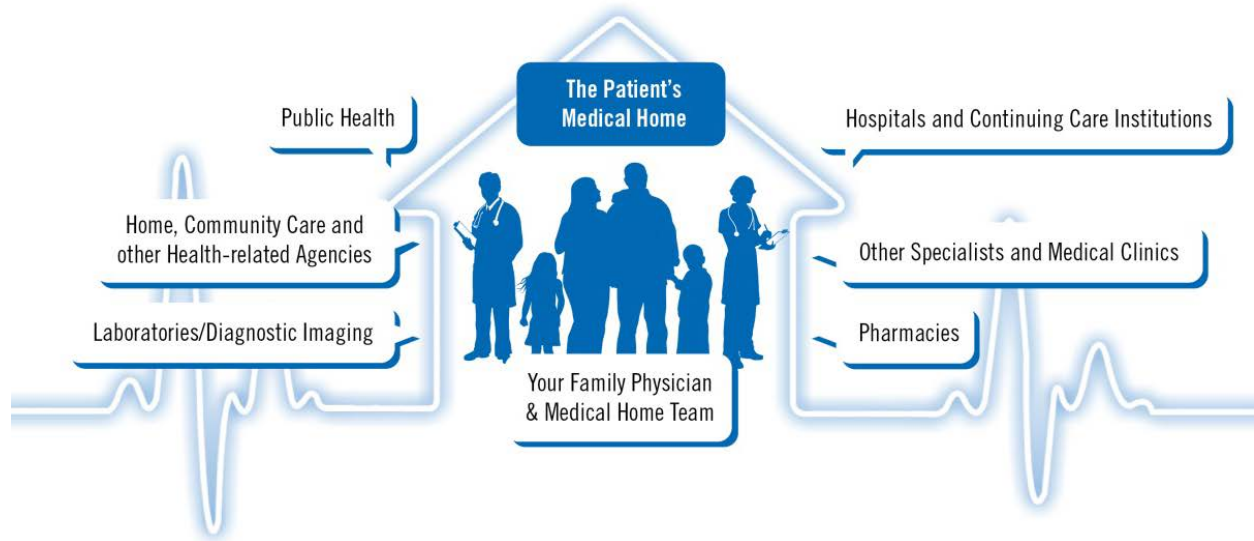 The Patient's
Medical Home
Public Health
Hospitals and Continuing Care Institutions
Home, Community Care and
other Health-related Agencies
Other Specialists and Medical Clinics
Laboratories/Diagnostic Imaging
Pharmacies
Your Family Physician
& Medical Home Team